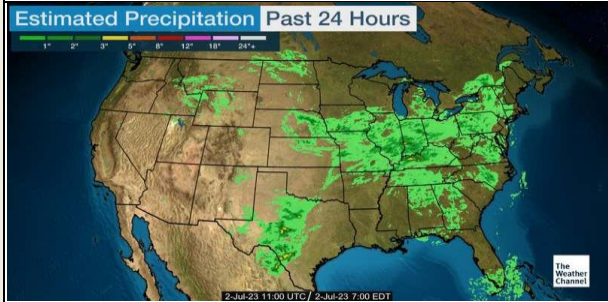 Estimated Precipitation Past 24 Hours
1" 2" 3" 5" 8" 12" 18" 24"+
The
Weather
Channel
2-Jul-23 11:00 UTC / 2-Jul-23 7:00 EDT